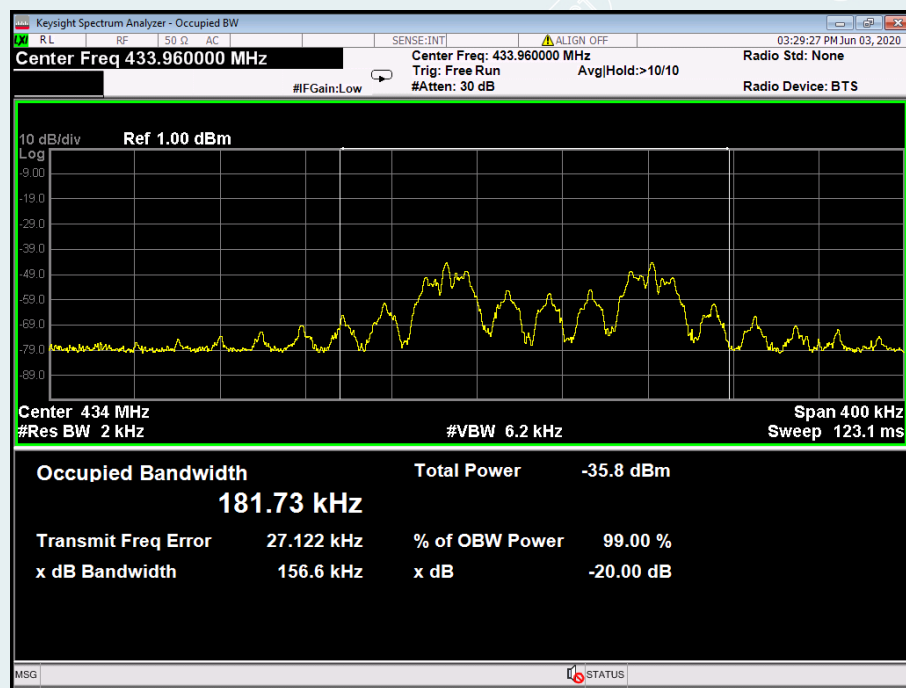 Keysight Spectrum Analyzer - Occupied BW
LXI RL RF 50 Ω AC SENSE:INT ALIGN OFF 03:29:27 PM Jun 03, 2020
Center Freq 433.960000 MHz
Center Freq: 433.960000 MHz
Radio Std: None
Trig: Free Run Avg|Hold:>10/10
#IFGain:Low
#Atten: 30 dB
Radio Device: BTS
10 dB/div Ref 1.00 dBm
Log
-9.00
-19.0
-29.0
-39.0
-49.0
-59.0
-69.0
-79.0
-89.0
Center 434 MHz Span 400 kHz
#Res BW 2 kHz #VBW 6.2 kHz Sweep 123.1 ms
Occupied Bandwidth Total Power -35.8 dBm
181.73 kHz
Transmit Freq Error 27.122 kHz % of OBW Power 99.00 %
x dB Bandwidth 156.6 kHz x dB -20.00 dB
MSG STATUS